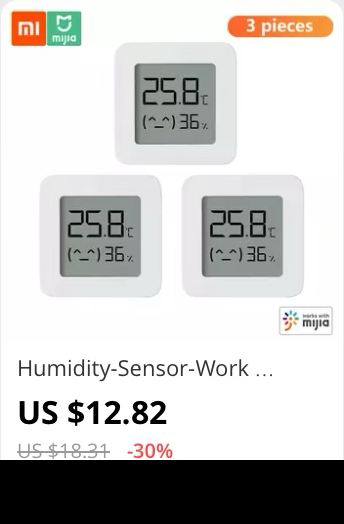 mi mijia
3 pieces
25.8°C
(^_^) 36%
25.8°C
(^_^) 36%
25.8°C
(^_^) 36%
works with
mijia
Humidity-Sensor-Work ...
US $12.82
US $18.31 -30%